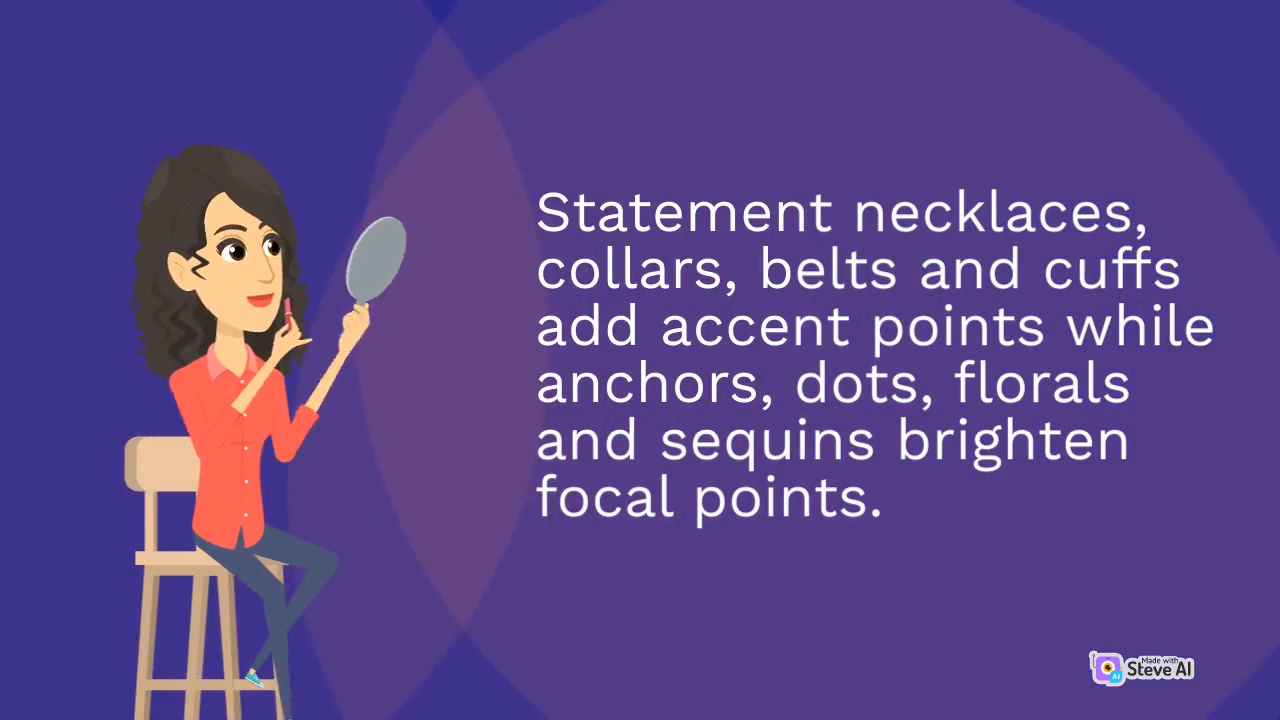 Statement necklaces,
collars, belts and cuffs
add accent points while
anchors, dots, florals
and sequins brighten
focal points.
Made with
Steve AI
AI